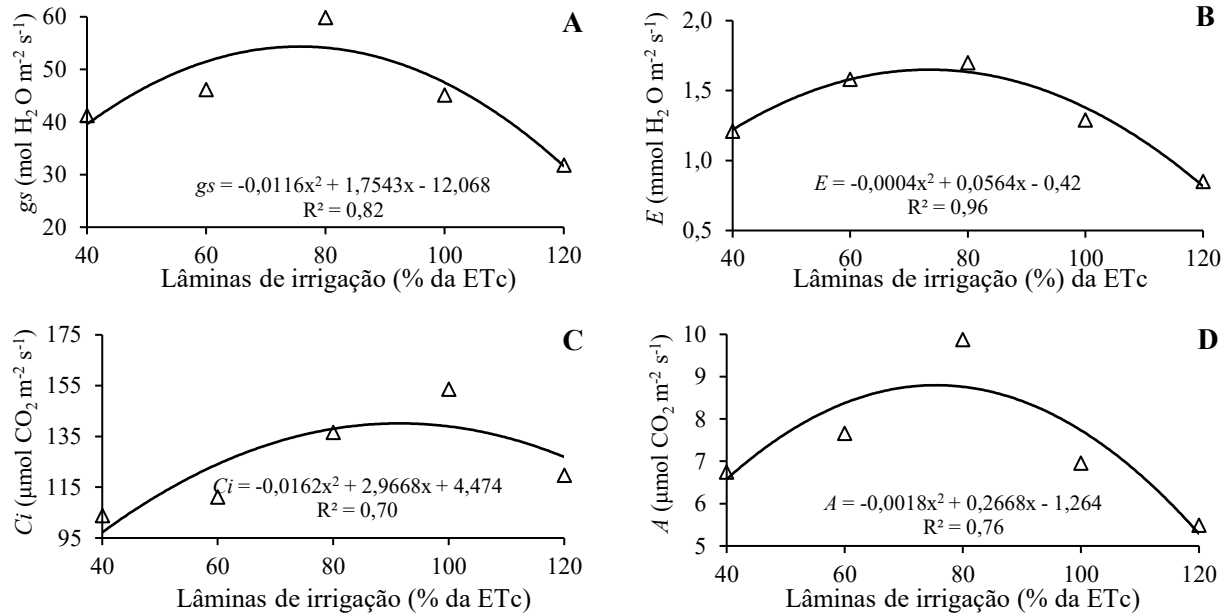 A
gs (mol H₂ O m⁻² s⁻¹)
60
50
40
30
20
gs = -0,0116x² + 1,7543x - 12,068
R² = 0,82
40 60 80 100 120
Lâminas de irrigação (% da ETc)
B
E (mmol H₂ O m⁻² s⁻¹)
2,0
1,5
1,0
0,5
E = -0,0004x² + 0,0564x - 0,42
R² = 0,96
40 60 80 100 120
Lâminas de irrigação (%) da ETc
C
Ci (µmol CO₂ m⁻² s⁻¹)
175
155
135
115
95
Ci = -0,0162x² + 2,9668x + 4,474
R² = 0,70
40 60 80 100 120
Lâminas de irrigação (% da ETc)
D
A (µmol CO₂ m⁻² s⁻¹)
10
9
8
7
6
5
A = -0,0018x² + 0,2668x - 1,264
R² = 0,76
40 60 80 100 120
Lâminas de irrigação (% da ETc)